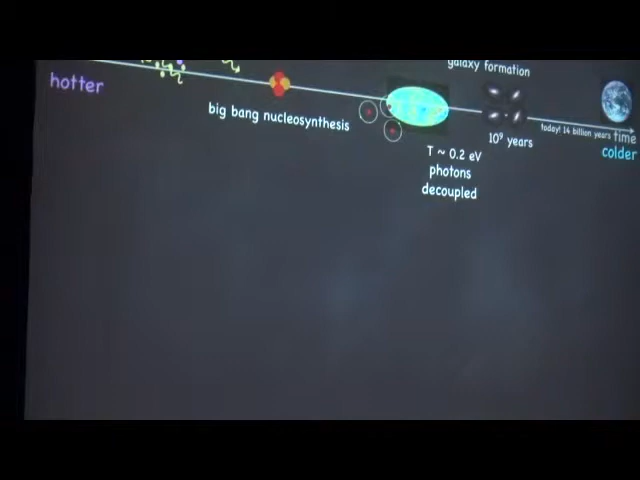 galaxy formation
hotter
big bang nucleosynthesis
10⁹ years
today! 14 billion years
time
colder
T ~ 0.2 eV
photons
decoupled